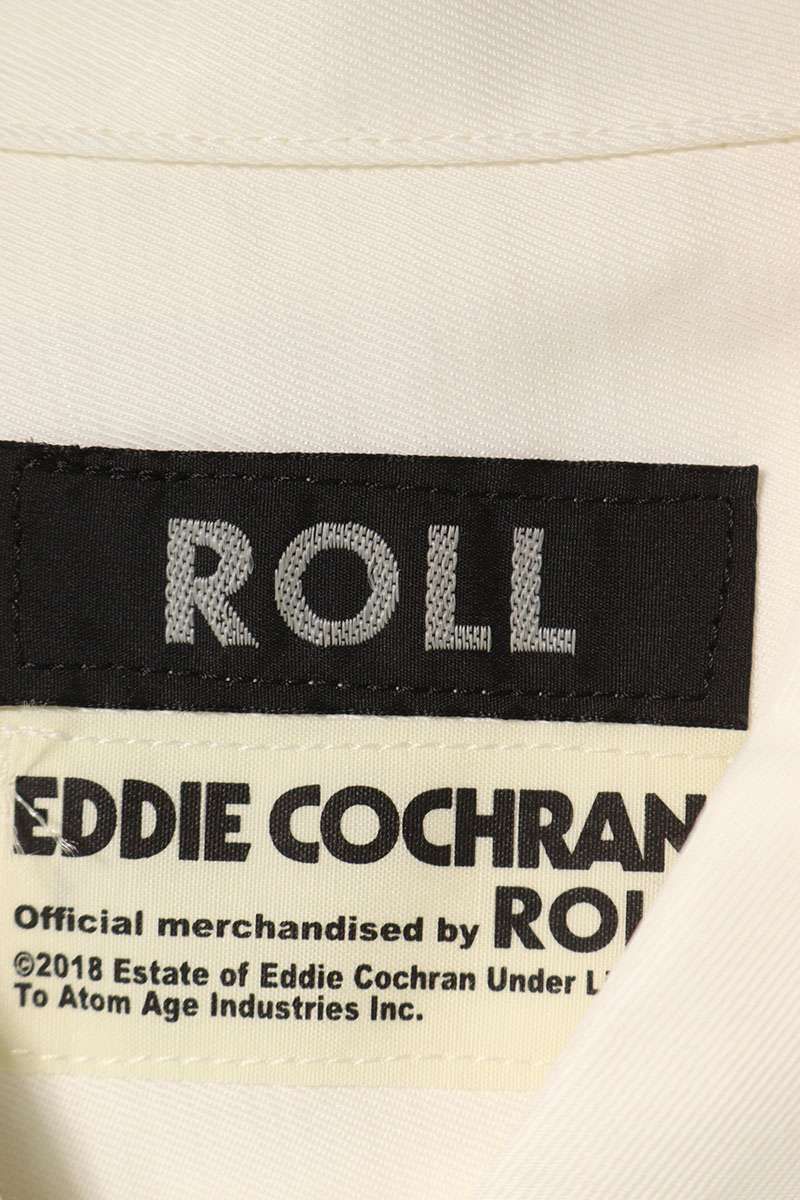 ROLL
EDDIE COCHRAN
Official merchandised by
©2018 Estate of Eddie Cochran Under
To Atom Age Industries Inc.